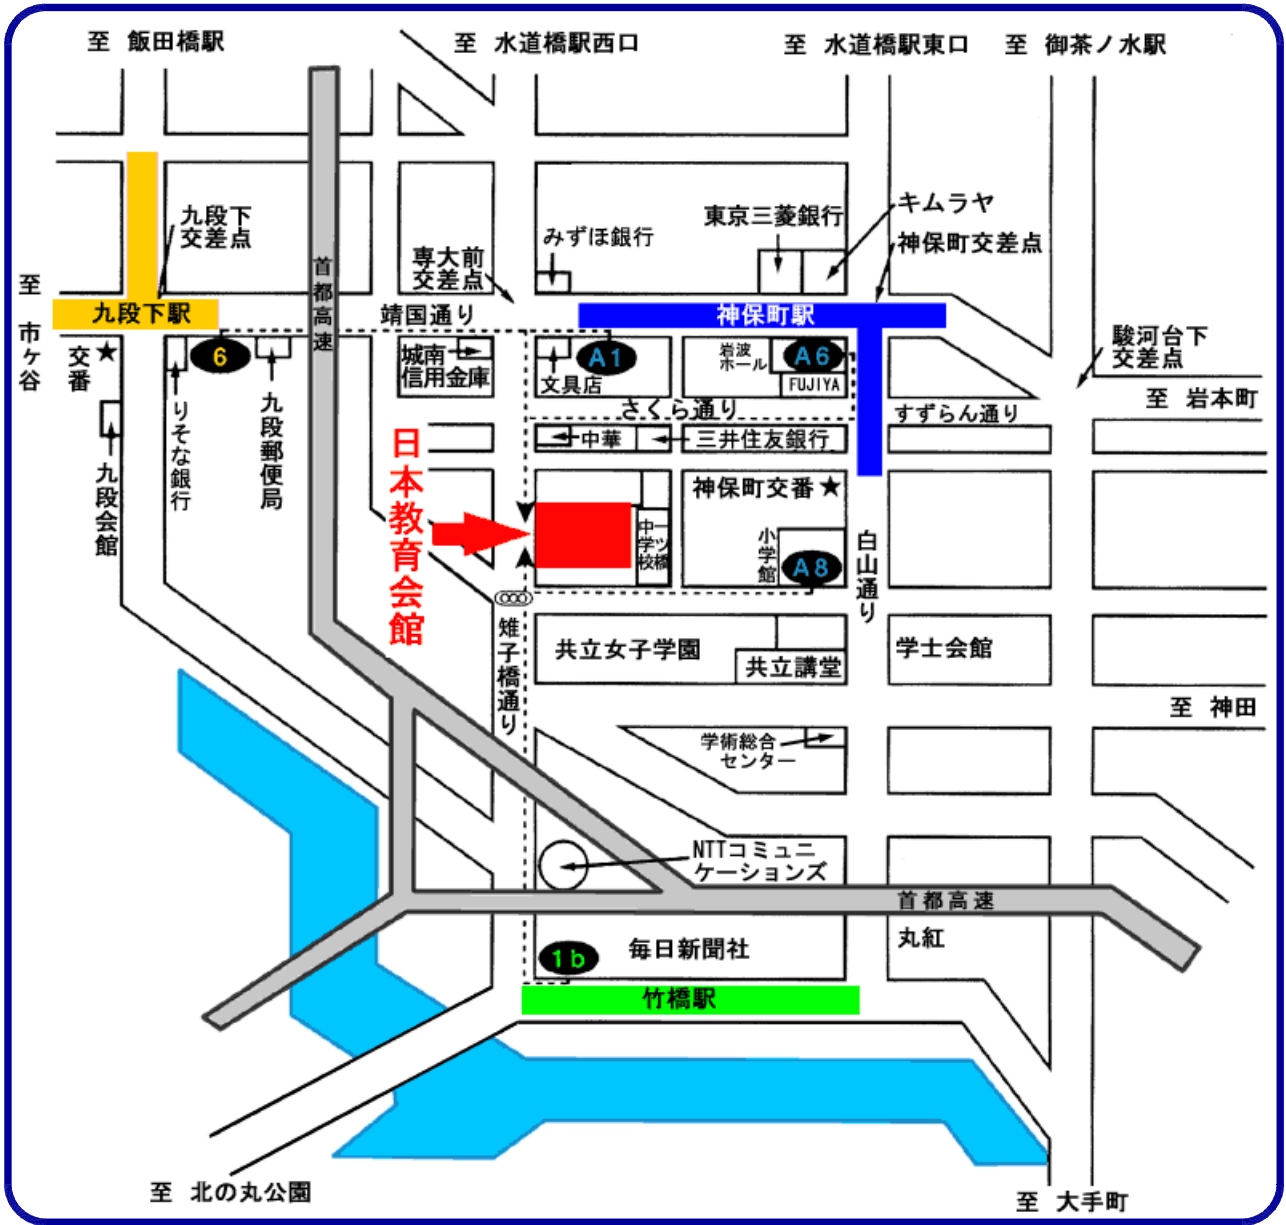 至 飯田橋駅
至 水道橋駅西口
至 水道橋駅東口
至 御茶ノ水駅
九段下
交差点
首都高速
専大前
交差点
みずほ銀行
東京三菱銀行
キムラヤ
神保町交差点
至 市ヶ谷
九段下駅
靖国通り
神保町駅
駿河台下
交差点
交番★
6
城南
信用金庫
文具店
A1
岩波
ホール
A6
FUJIYA
至 岩本町
りそな銀行
九段郵便局
さくら通り
すずらん通り
九段会館
日本教育会館
中華
三井住友銀行
神保町交番★
一ツ橋
中学校
小学館
A8
白山通り
雉子橋通り
共立女子学園
共立講堂
学士会館
至 神田
学術総合
センター
NTTコミュニ
ケーションズ
首都高速
丸紅
毎日新聞社
1b
竹橋駅
至 北の丸公園
至 大手町